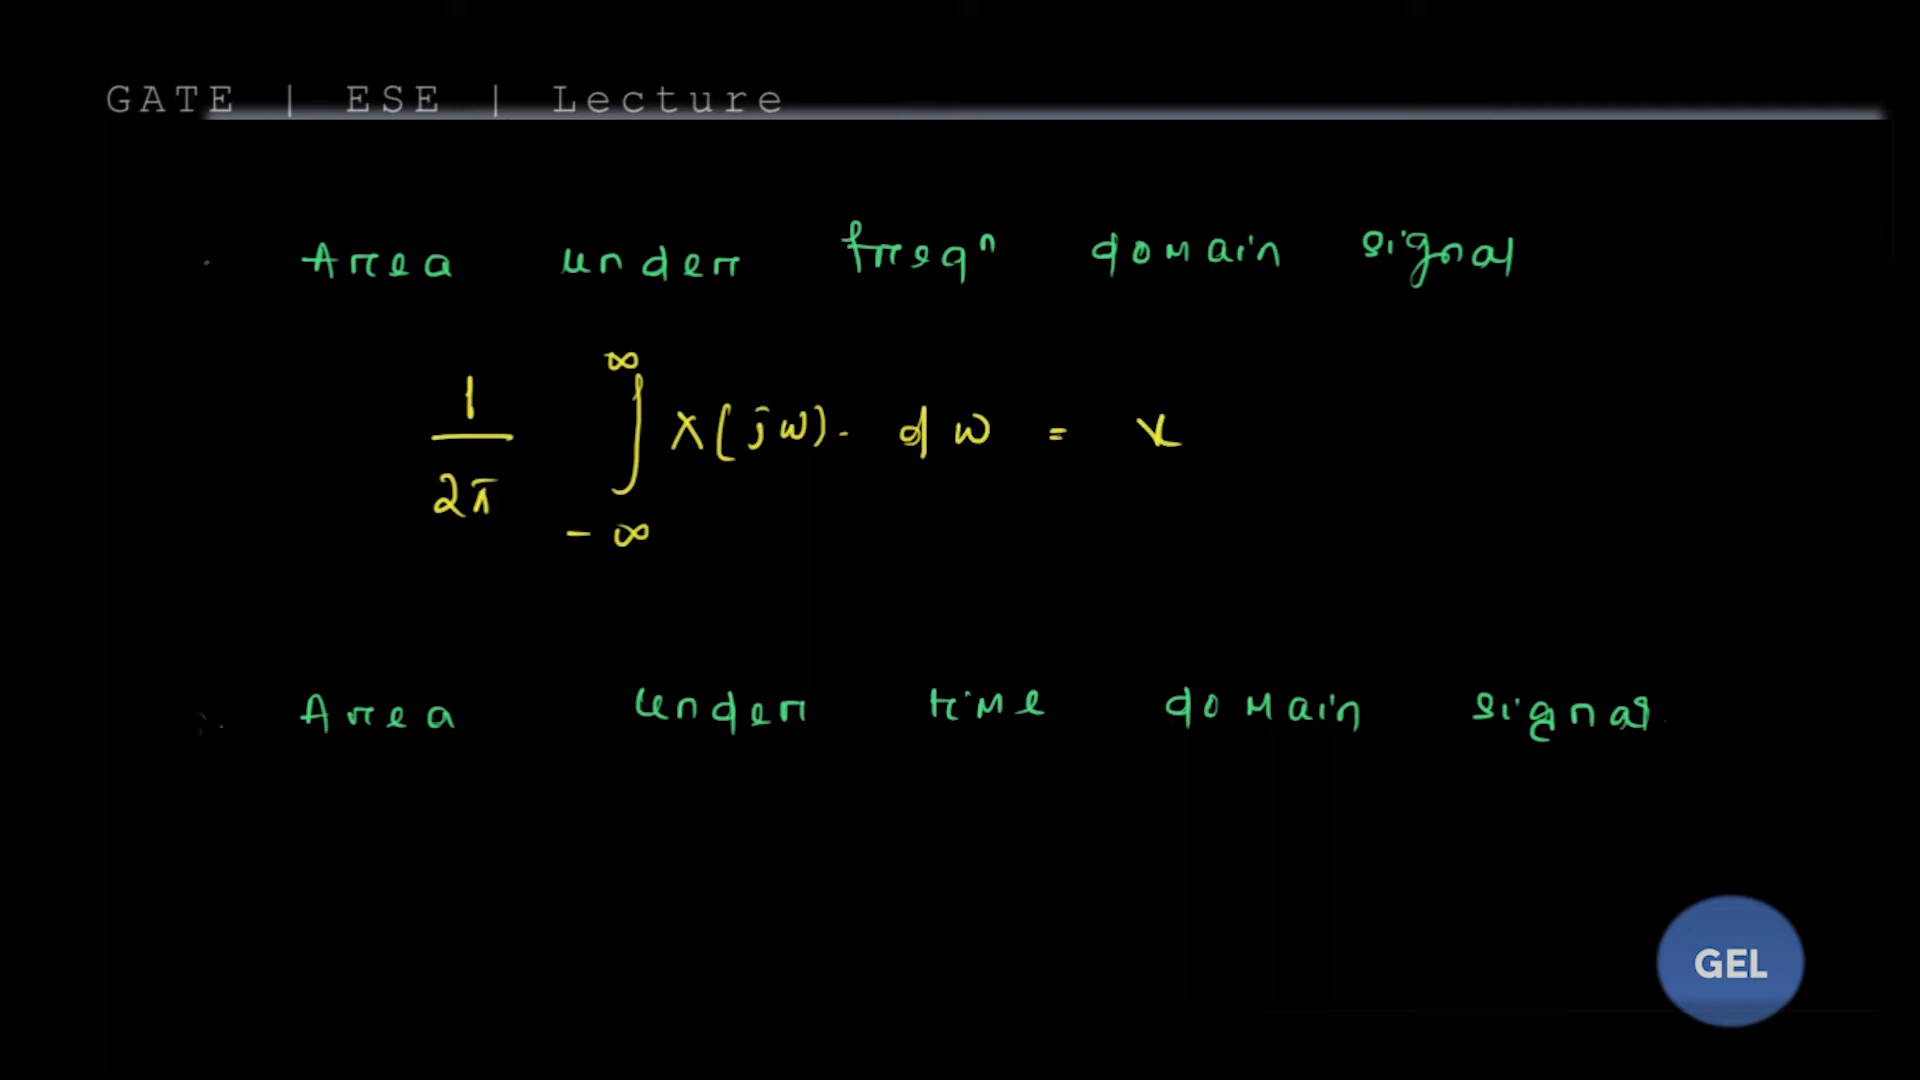 GATE | ESE | Lecture
Area under freqⁿ domain signal
1/2π ∫_{-∞}^{∞} X(jω). dω = x
Area under time domain signal
GEL